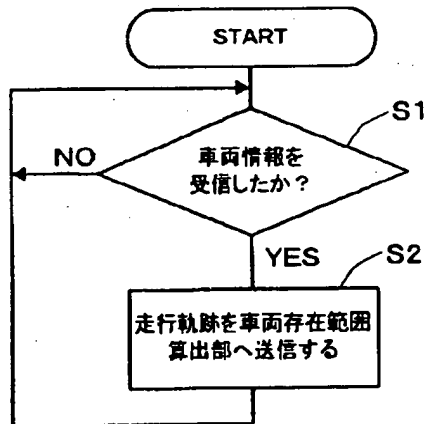 START
S1
車両情報を
受信したか？
NO
YES
S2
走行軌跡を車両存在範囲
算出部へ送信する